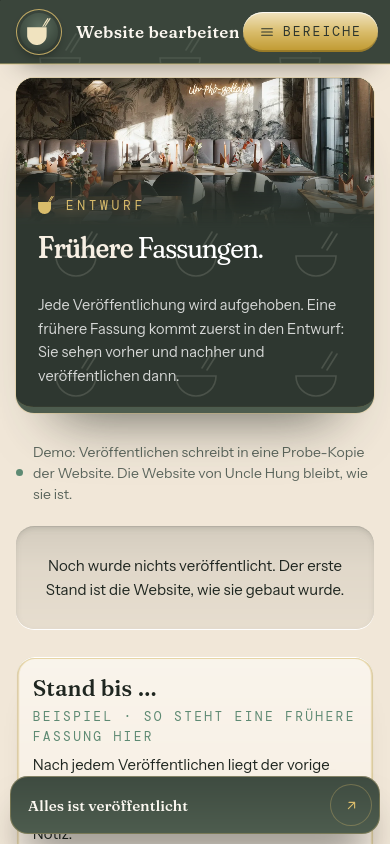 Website bearbeiten
BEREICHE
ENTWURF
Frühere Fassungen.
Jede Veröffentlichung wird aufgehoben. Eine
frühere Fassung kommt zuerst in den Entwurf:
Sie sehen vorher und nachher und
veröffentlichen dann.
Demo: Veröffentlichen schreibt in eine Probe-Kopie
der Website. Die Website von Uncle Hung bleibt, wie
sie ist.
Noch wurde nichts veröffentlicht. Der erste
Stand ist die Website, wie sie gebaut wurde.
Stand bis …
BEISPIEL · SO STEHT EINE FRÜHERE
FASSUNG HIER
Nach jedem Veröffentlichen liegt der vorige
Alles ist veröffentlicht
Notiz.